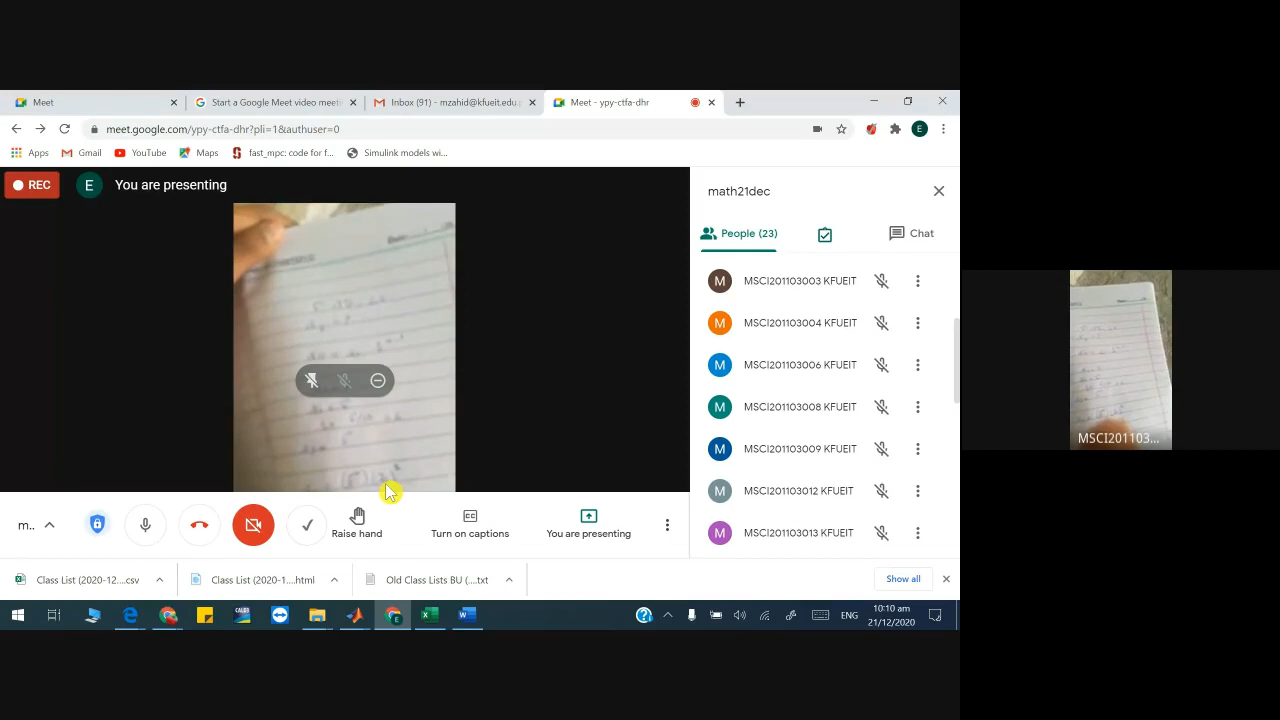 Meet
Start a Google Meet video meeti
Inbox (91) - mzahid@kfueit.edu.p
Meet - ypy-ctfa-dhr
meet.google.com/ypy-ctfa-dhr?pli=1&authuser=0
E
Apps
Gmail
YouTube
Maps
fast_mpc: code for f...
Simulink models wi...
REC
E
You are presenting
math21dec
People (23)
Chat
M MSCI201103003 KFUEIT
M MSCI201103004 KFUEIT
M MSCI201103006 KFUEIT
M MSCI201103008 KFUEIT
M MSCI201103009 KFUEIT
M MSCI201103012 KFUEIT
M MSCI201103013 KFUEIT
MSCI201103...
m..
CC
Raise hand
Turn on captions
You are presenting
Class List (2020-12....csv
Class List (2020-1....html
Old Class Lists BU (....txt
Show all
ENG
10:10 am
21/12/2020